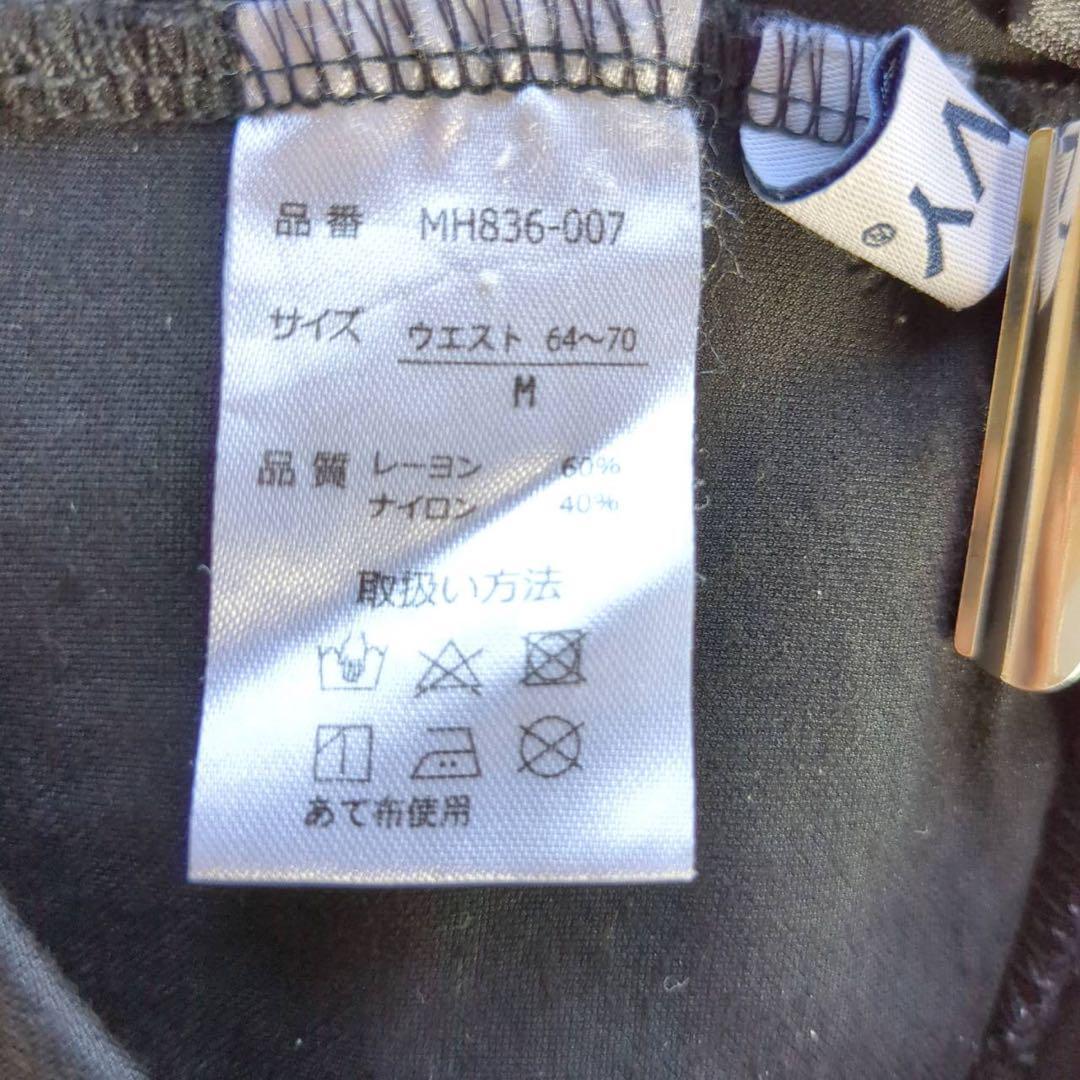 品番 MH836-007
サイズ ウエスト 64～70
M
品質 レーヨン 60%
ナイロン 40%
取扱い方法
あて布使用